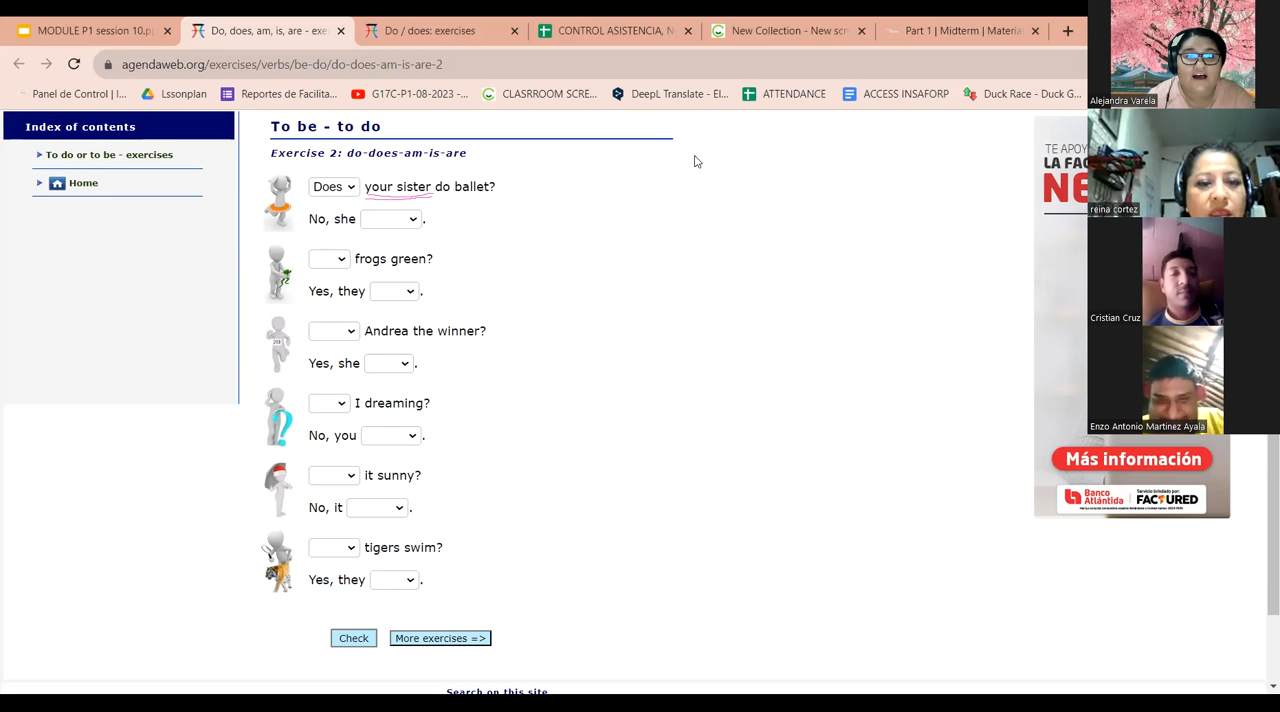 MODULE P1 session 10.p
Do, does, am, is, are - exe
Do / does: exercises
CONTROL ASISTENCIA, N
New Collection - New scr
Part 1 | Midterm | Materia
agendaweb.org/exercises/verbs/be-do/do-does-am-is-are-2
Panel de Control | I...
Lssonplan
Reportes de Facilita...
G17C-P1-08-2023 -...
CLASRROOM SCRE...
DeepL Translate - El...
ATTENDANCE
ACCESS INSAFORP
Duck Race - Duck G...
Index of contents
To do or to be - exercises
Home
To be - to do
Exercise 2: do-does-am-is-are
Does your sister do ballet?
No, she .
frogs green?
Yes, they .
Andrea the winner?
Yes, she .
I dreaming?
No, you .
it sunny?
No, it .
tigers swim?
Yes, they .
Check
More exercises =>
Search on this site
TE APOY
LA FAC
NE
Más información
Banco Atlántida
Servicio brindado por:
FACTURED
Alejandra Varela
reina cortez
Cristian Cruz
Enzo Antonio Martinez Ayala